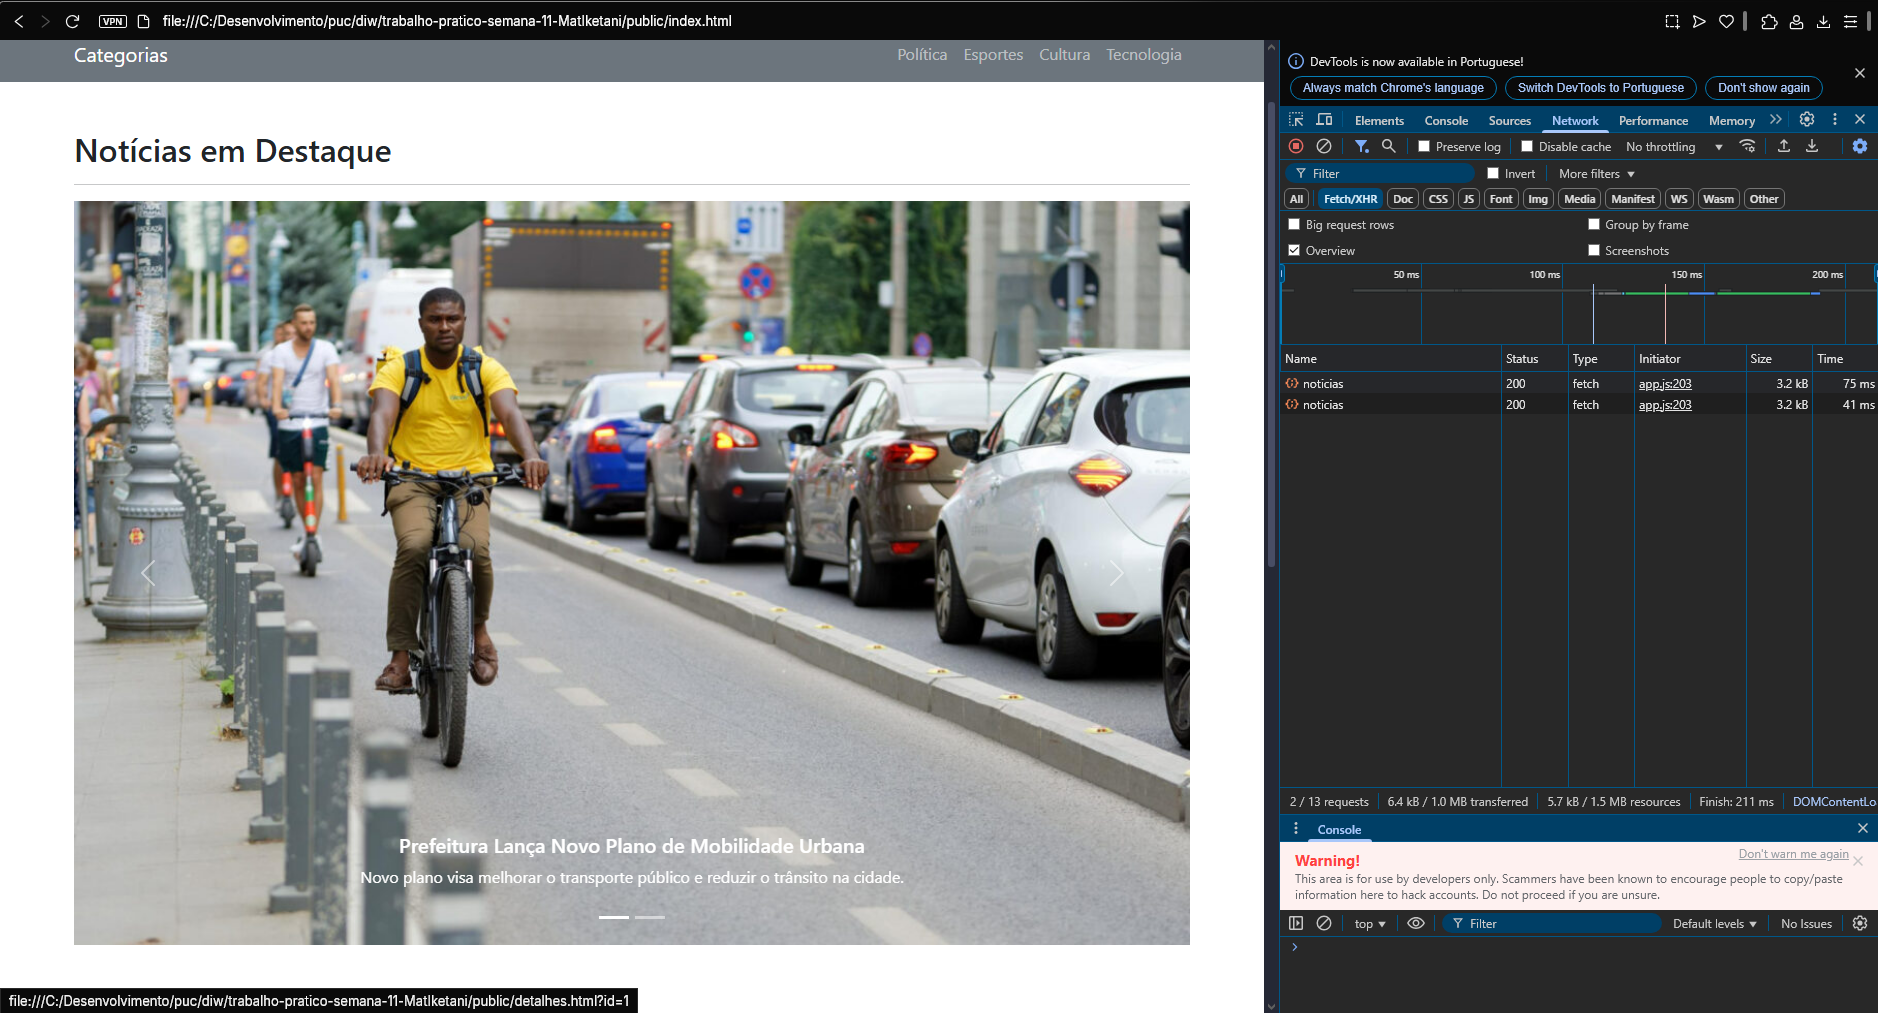 VPN file:///C:/Desenvolvimento/puc/diw/trabalho-pratico-semana-11-MatIketani/public/index.html
Categorias
Política Esportes Cultura Tecnologia
Notícias em Destaque
Prefeitura Lança Novo Plano de Mobilidade Urbana
Novo plano visa melhorar o transporte público e reduzir o trânsito na cidade.
file:///C:/Desenvolvimento/puc/diw/trabalho-pratico-semana-11-MatIketani/public/detalhes.html?id=1
DevTools is now available in Portuguese!
Always match Chrome's language Switch DevTools to Portuguese Don't show again
Elements Console Sources Network Performance Memory
Preserve log Disable cache No throttling
Filter Invert More filters
All Fetch/XHR Doc CSS JS Font Img Media Manifest WS Wasm Other
Big request rows Group by frame
Overview Screenshots
50 ms 100 ms 150 ms 200 ms
Name Status Type Initiator Size Time
noticias 200 fetch app.js:203 3.2 kB 75 ms
noticias 200 fetch app.js:203 3.2 kB 41 ms
2 / 13 requests 6.4 kB / 1.0 MB transferred 5.7 kB / 1.5 MB resources Finish: 211 ms DOMContentLo
Console
Don't warn me again
Warning!
This area is for use by developers only. Scammers have been known to encourage people to copy/paste
information here to hack accounts. Do not proceed if you are unsure.
top Filter Default levels No Issues